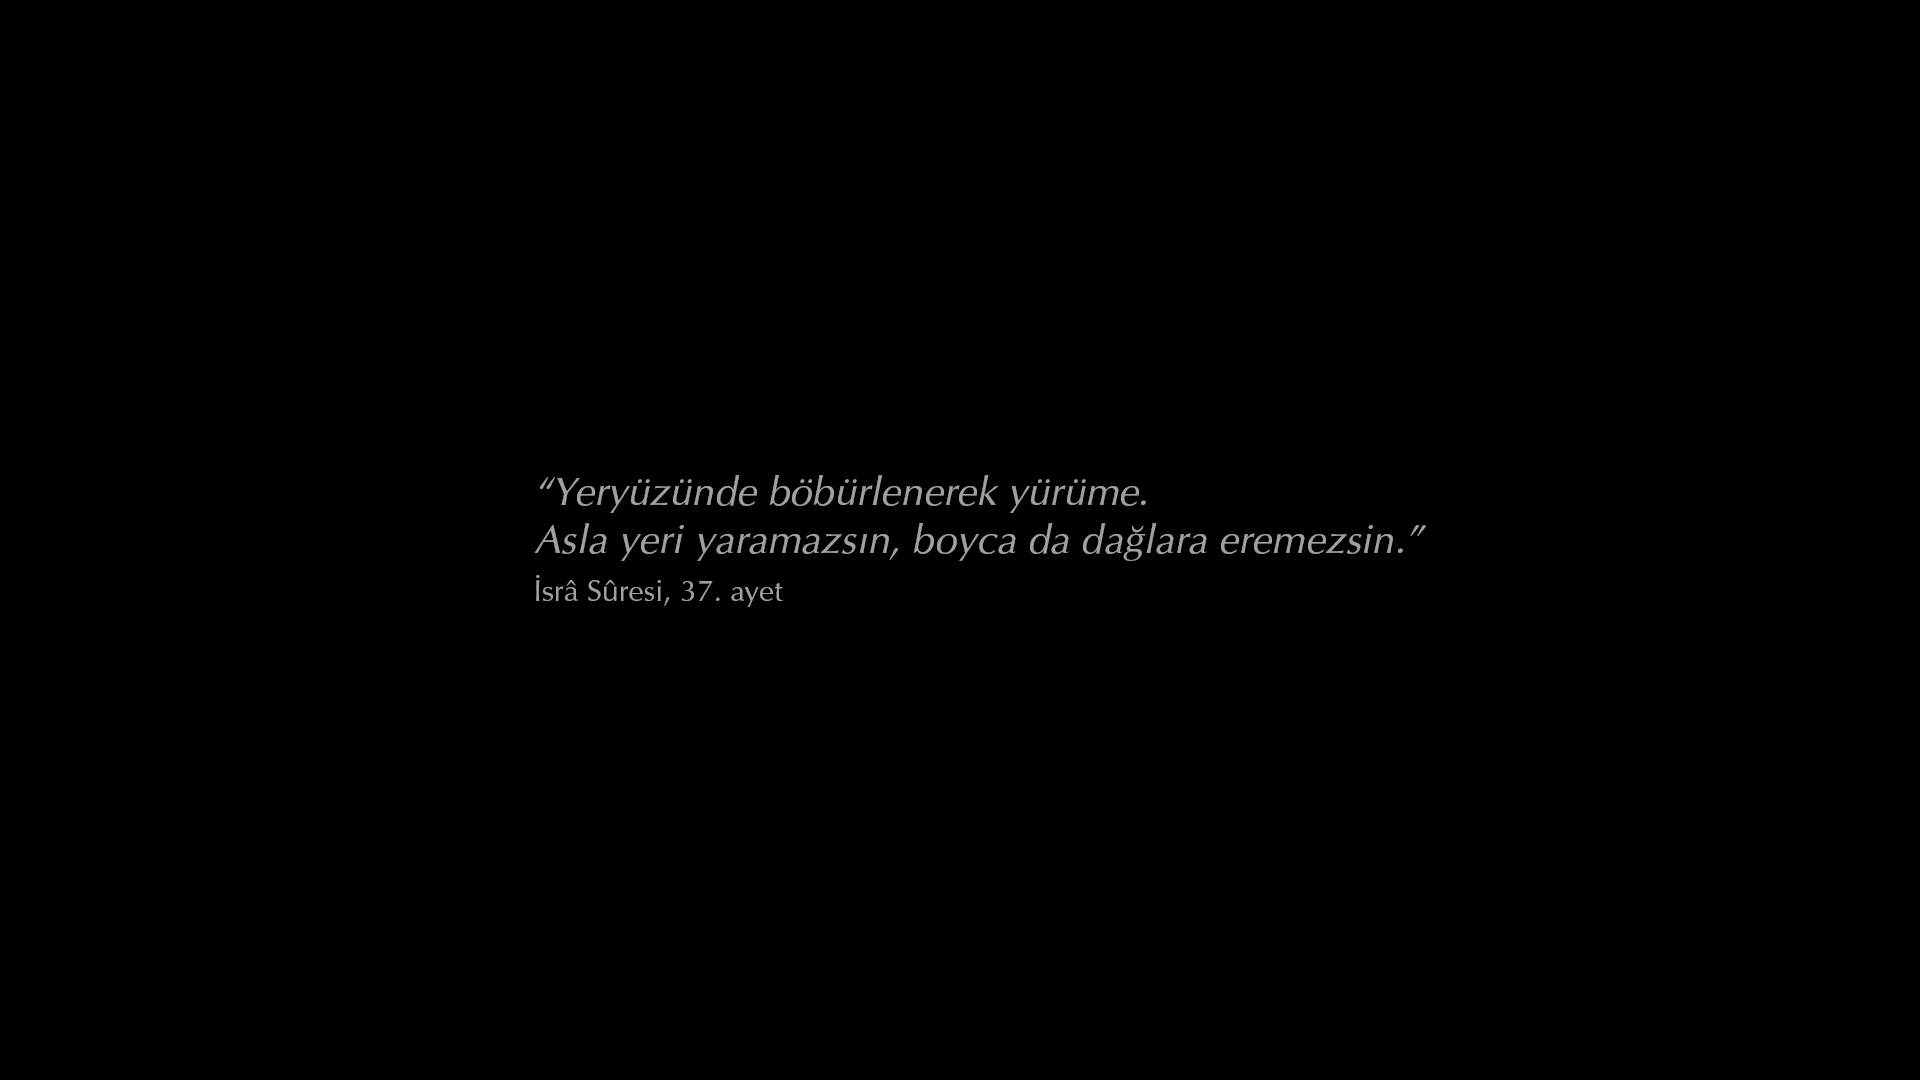 “Yeryüzünde böbürlenerek yürüme.
Asla yeri yaramazsın, boyca da dağlara eremezsin.”
İsrâ Sûresi, 37. ayet